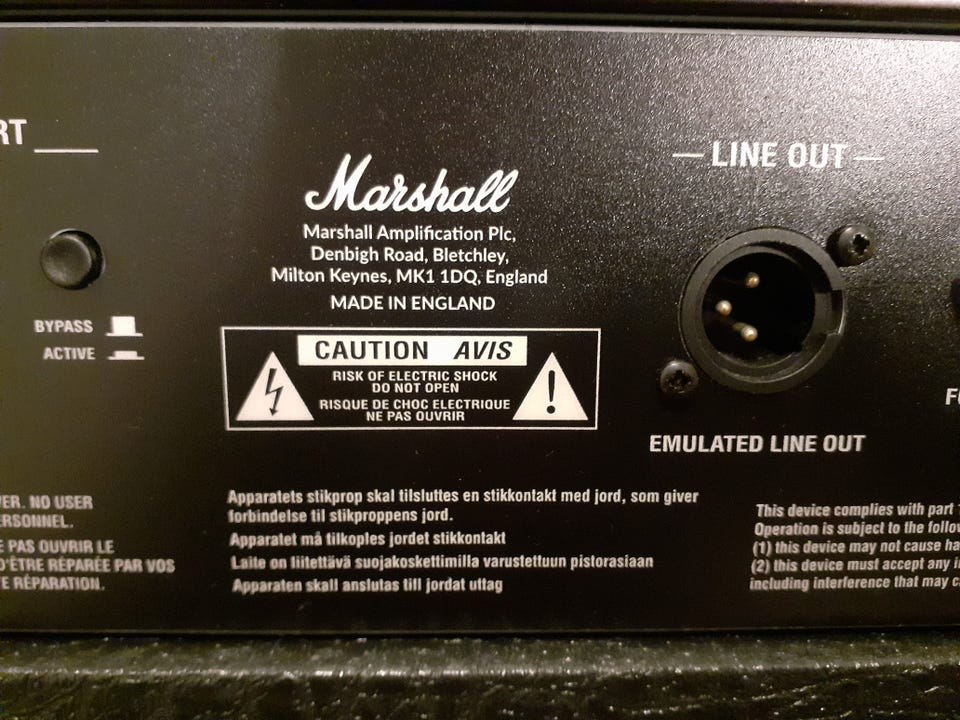 RT
BYPASS
ACTIVE
Marshall
Marshall Amplification Plc,
Denbigh Road, Bletchley,
Milton Keynes, MK1 1DQ, England
MADE IN ENGLAND
CAUTION AVIS
RISK OF ELECTRIC SHOCK
DO NOT OPEN
RISQUE DE CHOC ELECTRIQUE
NE PAS OUVRIR
LINE OUT
EMULATED LINE OUT
VER. NO USER
ERSONNEL.
E PAS OUVRIR LE
D'ÊTRE RÉPARÉE PAR VOS
E RÉPARATION.
Apparatets stikprop skal tilsluttes en stikkontakt med jord, som giver
forbindelse til stikproppens jord.
Apparatet må tilkoples jordet stikkontakt
Laite on liitettävä suojakoskettimilla varustettuun pistorasiaan
Apparaten skall anslutas till jordat uttag
This device complies with part
Operation is subject to the follow
(1) this device may not cause ha
(2) this device must accept any i
including interference that may c